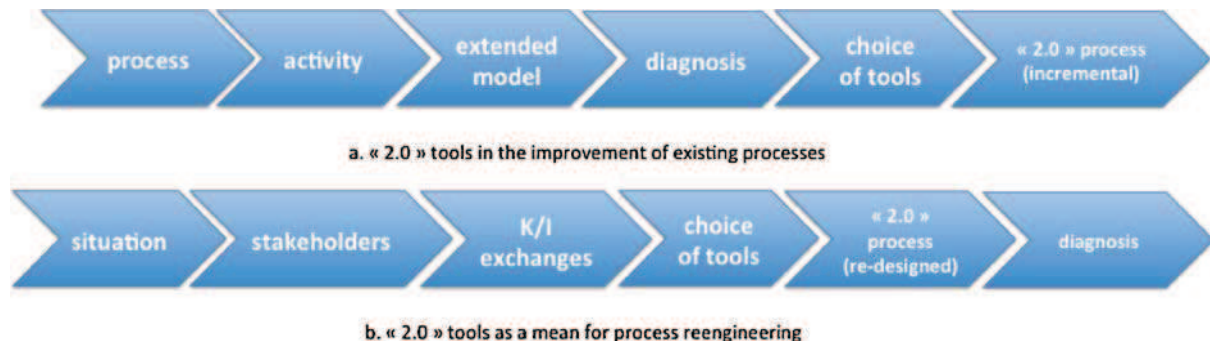 process
activity
extended
model
diagnosis
choice
of tools
« 2.0 » process
(incremental)
a. « 2.0 » tools in the improvement of existing processes
situation
stakeholders
K/I
exchanges
choice
of tools
« 2.0 »
process
(re-designed)
diagnosis
b. « 2.0 » tools as a mean for process reengineering